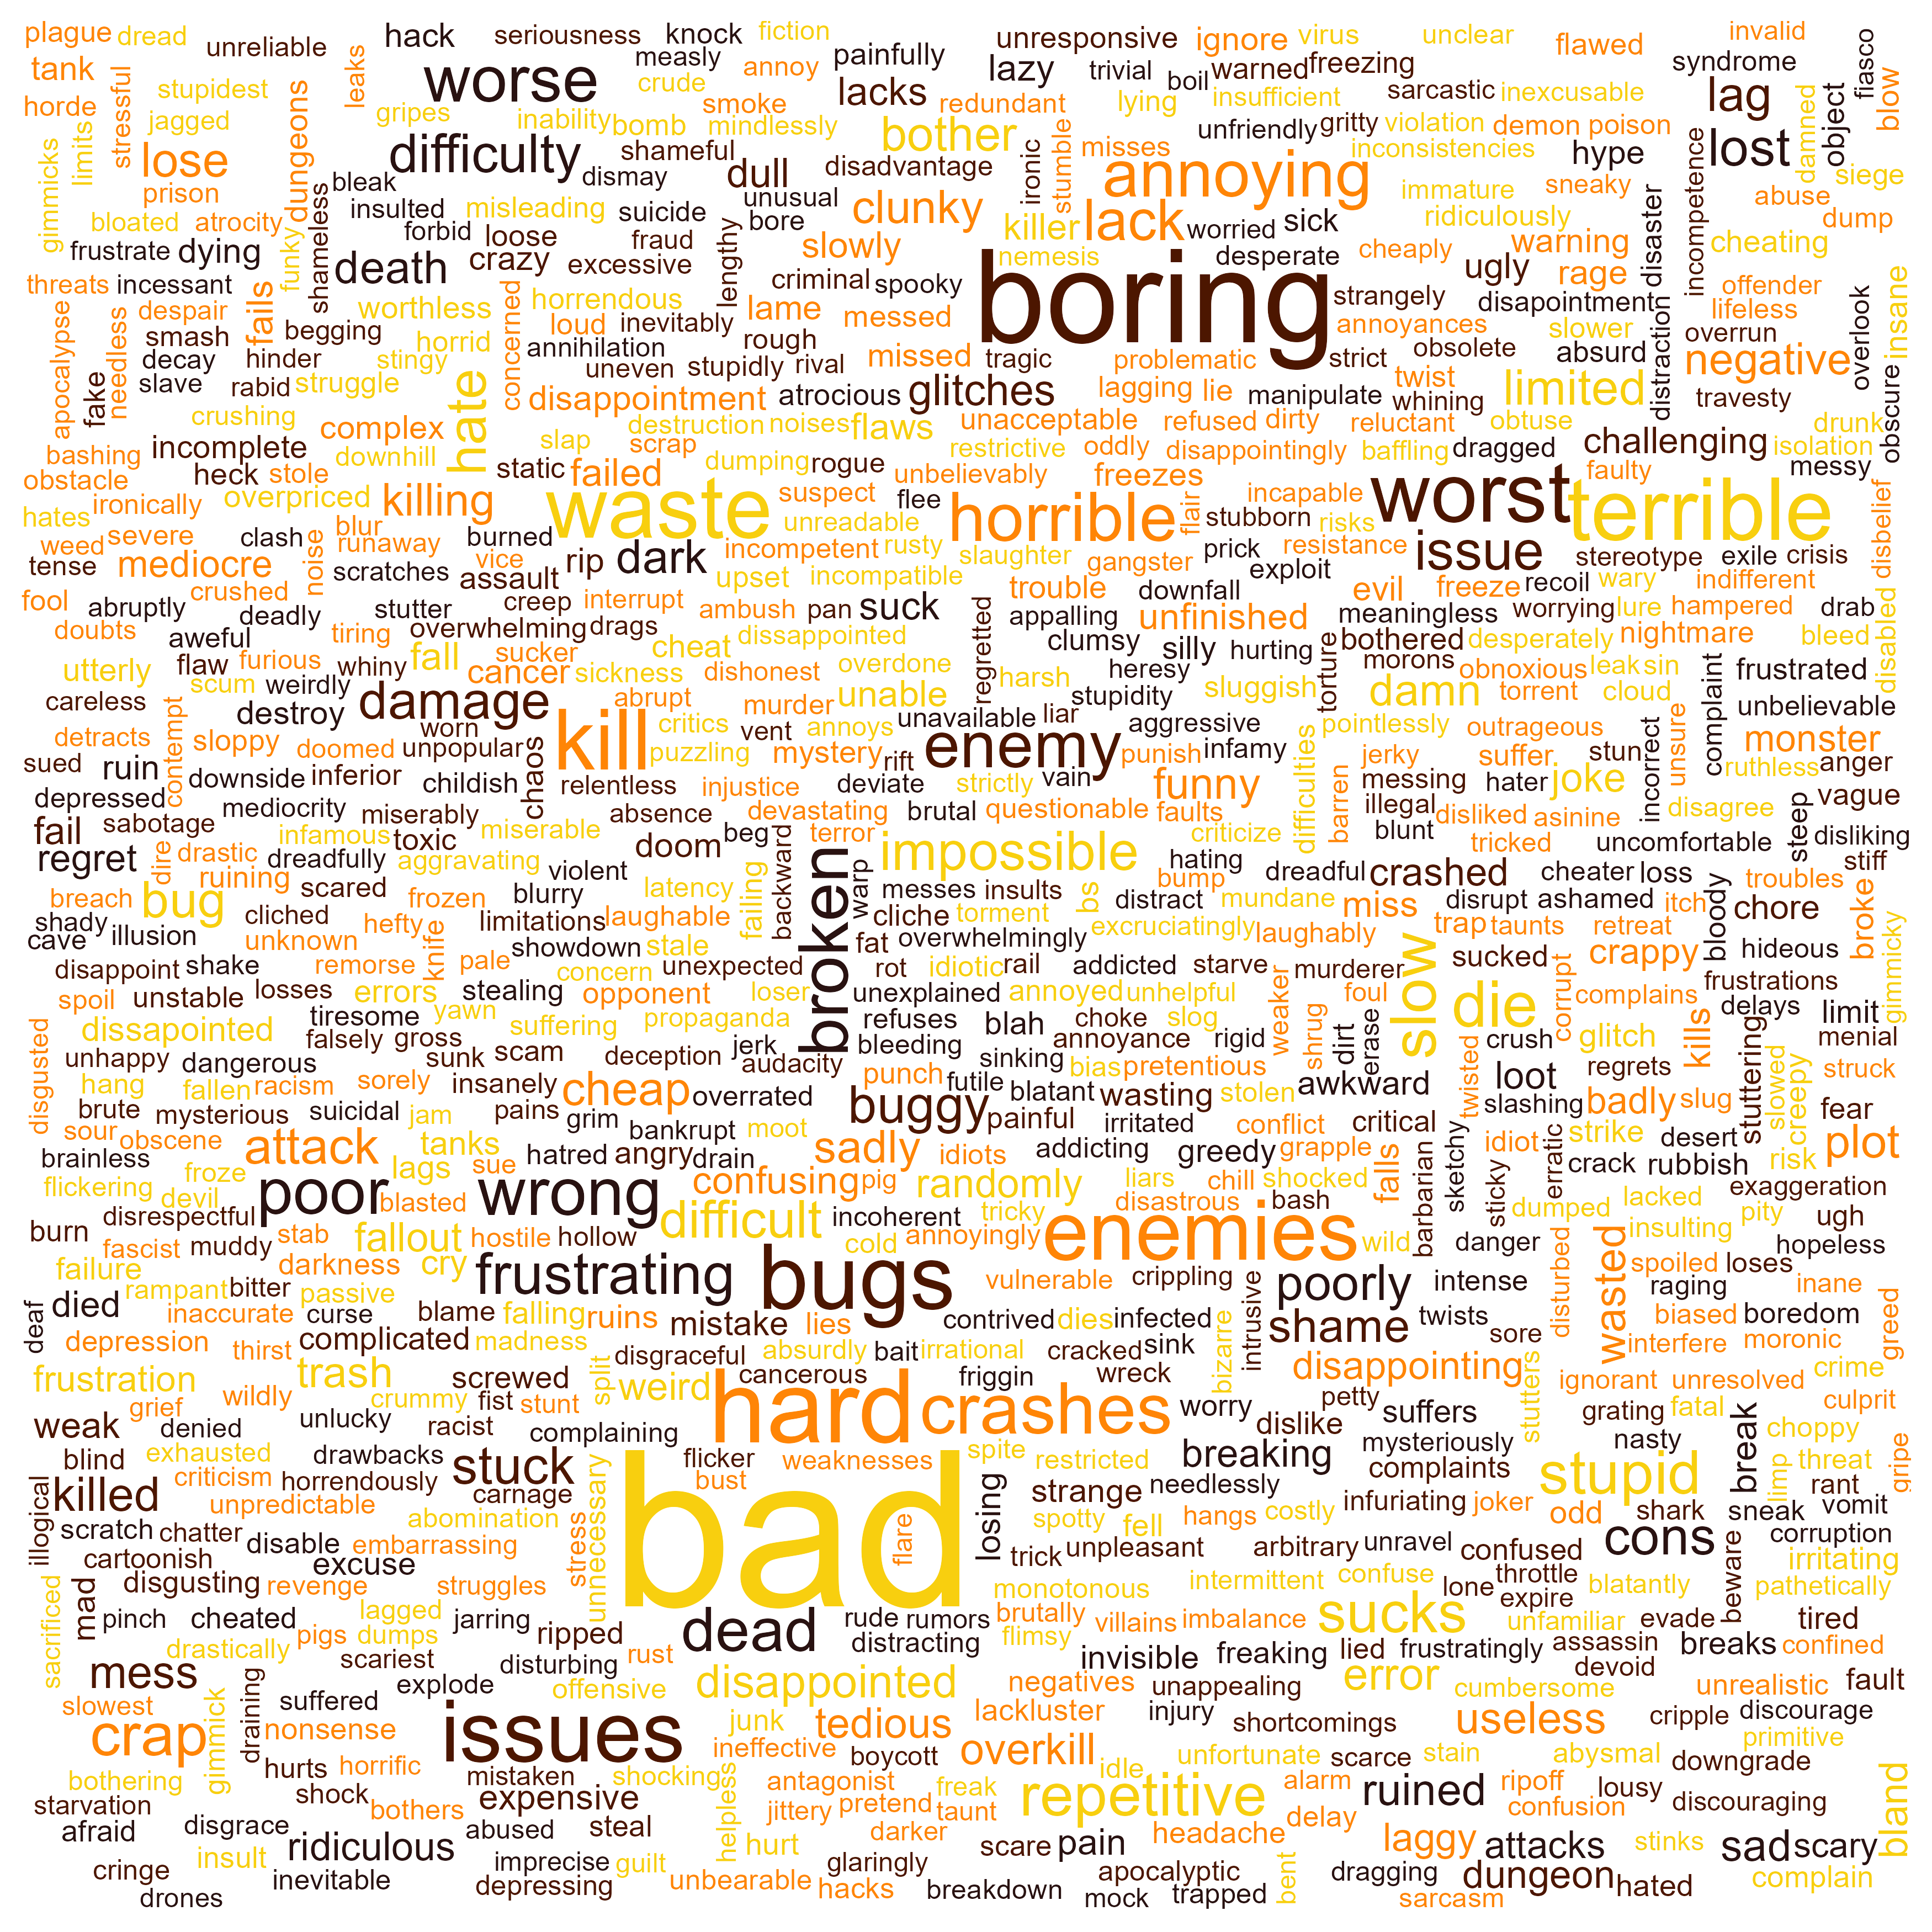 plague dread unreliable hack seriousness knock fiction unresponsive ignore virus unclear flawed invalid
tank stupidest leaks worse measly annoy painfully lazy trivial boil warned freezing syndrome fiasco
horde stressful jagged gripes crude smoke lacks redundant lying insufficient sarcastic inexcusable lag object blow
gimmicks limits lose dungeons difficulty inability bomb mindlessly bother unfriendly gritty violation demon poison damned
prison bleak shameful dull disadvantage ironic stumble misses annoying inconsistencies hype lost siege
bloated atrocity shameless insulted misleading dismay suicide unusual bore clunky killer lack immature sneaky incompetence abuse
frustrate dying funky forbid loose fraud lengthy slowly nemesis worried sick ridiculously disaster cheating dump
threats incessant death crazy excessive criminal spooky boring desperate cheaply ugly warning rage offender
apocalypse despair fails worthless horrendous concerned lame messed strangely disapointmentn lifeless insane
needless smash begging horrid loud inevitably rough annoyances slower distraction overrun overlook
fake decay hinder stingy annihilation missed tragic problematic strict obsolete absurd negative
slave rabid struggle hate uneven stupidly rival glitches lagging lie manipulate twist whining limited travesty obscure
crushing complex disappointment atrocious unacceptable refused dirty reluctant obtuse drunk
bashing incomplete downhill slap destruction noises flaws restrictive oddly disappointingly baffling dragged challenging isolation
obstacle heck stole static failed scrap dumping rogue unbelievably freezes faulty messy
ironically overpriced killing waste suspect flee horrible flair incapable worst terrible
hates severe clash blur burned unreadable stubborn risks disbelief
weed runaway vice rip dark incompetent rusty slaughter gangster prick resistance issue stereotype exile crisis
tense mediocre noise scratches assault upset incompatible trouble exploit evil freeze recoil wary indifferent
fool abruptly crushed deadly stutter creep interrupt ambush pan suck regretted appalling downfall unfinished meaningless worrying lure hampered drab
doubts aweful tiring overwhelming drags dissappointed clumsy silly hurting torture bothered desperately nightmare bleed disabled
utterly flaw furious whiny fall sucker cheat dishonest overdone heresy morons obnoxious leak sin complaint frustrated
careless scum weirdly damage cancer sickness abrupt murder unable harsh stupidity sluggish damn torrent cloud unbelievable
detracts contempt sloppy destroy worn kill critics vent annoys unavailable liar aggressive difficulties pointlessly outrageous incorrect unsure monster
sued ruin doomed unpopular chaos puzzling mystery rift enemy punish infamy jerky suffer stun anger
depressed downside inferior childish relentless injustice deviate strictly vain funny barren messing hater joke ruthless
sabotage mediocrity miserably absence devastating brutal questionable faults illegal disliked asinine disagree steep vague
fail infamous toxic miserable doom beg backward terror impossible criticize blunt tricked uncomfortable disliking
regret dire drastic dreadfully aggravating violent broken warp hating dreadful crashed cheater loss stiff
breach bug ruining scared frozen blurry latency failing messes insults bs bump distract mundane miss disrupt ashamed itch bloody troubles
shady cliched hefty limitations laughable cliche torment excruciatingly laughably trap taunts retreat chore broke
cave illusion unknown knife showdown stale fat overwhelmingly slow sucked crappy hideous
disappoint shake remorse pale concern unexpected rot idiotic rail addicted starve weaker murderer corrupt frustrations
spoil unstable losses errors stealing opponent loser unexplained annoyed unhelpful foul die complains delays gimmicky
disgusted dissapointed tiresome yawn suffering propaganda refuses blah choke slog shrug dirt erase glitch kills limit
unhappy dangerous falsely gross sunk scam deception jerk audacity bleeding sinking annoyance rigid crush stuttering menial
hang fallen racism sorely insanely cheap overrated punch futile blatant bias pretentious stolen awkward twisted loot regrets slowed creepy struck
brute mysterious suicidal jam pains grim moot buggy painful wasting irritated conflict critical slashing badly slug fear
sour obscene attack tanks bankrupt sadly idiots addicting greedy grapple barbarian sketchy idiot erratic strike desert plot
brainless froze lags sue hatred angry drain confusing pig randomly liars chill shocked falls sticky crack rubbish risk
flickering devil poor blasted wrong difficult incoherent tricky disastrous bash dumped lacked exaggeration
burn disrespectful stab fallout hostile hollow cold annoyingly enemies wild danger insulting pity ugh
fascist muddy darkness cry frustrating bugs vulnerable crippling poorly intense disturbed wasted spoiled loses hopeless
failure rampant bitter passive raging inane
deaf died inaccurate curse blame falling ruins contrived dies infected bizarre intrusive shame twists sore biased boredom greed
depression thirst complicated madness mistake lies absurdly bait irrational cracked sink interfere moronic
frustration wildly trash screwed split disgraceful cancerous friggin wreck disappointing petty stutters ignorant unresolved crime
weak grief crummy fist stunt weird hard crashes worry dislike suffers grating fatal culprit
denied unlucky racist complaining flicker spite restricted breaking mysteriously nasty break choppy
blind exhausted drawbacks stuck unnecessary bust weaknesses complaints stupid limp threat gripe
illogical killed criticism horrendously carnage bad losing strange needlessly infuriating joker odd shark sneak rant vomit
scratch unpredictable abomination stress flare spotty fell hangs costly cons corruption
chatter disable embarrassing trick unpleasant arbitrary unravel confused beware irritating
cartoonish excuse struggles monotonous intermittent confuse lone throttle blatantly pathetically
sacrificed mad disgusting revenge lagged jarring dead rude rumors brutally villains imbalance sucks expire unfamiliar evade tired
pinch cheated pigs dumps ripped distracting flimsy invisible freaking lied frustratingly assassin breaks confined
drastically scariest disturbing rust disappointed negatives unappealing error devoid
mess draining suffered explode offensive lackluster injury cumbersome unrealistic fault
slowest gimmick nonsense issues junk tedious shortcomings useless cripple discourage
crap horrific ineffective boycott overkill idle unfortunate scarce stain abysmal primitive
bothering hurts mistaken shocking helpless antagonist freak repetitive alarm ruined ripoff lousy downgrade bland
starvation shock bothers expensive jittery pretend taunt delay confusion discouraging
afraid disgrace ridiculous abused steal hurt darker scare pain headache laggy attacks stinks sad scary
cringe insult inevitable imprecise guilt unbearable glaringly apocalyptic bent dragging dungeon hated complain
drones depressing hacks breakdown mock trapped sarcasm